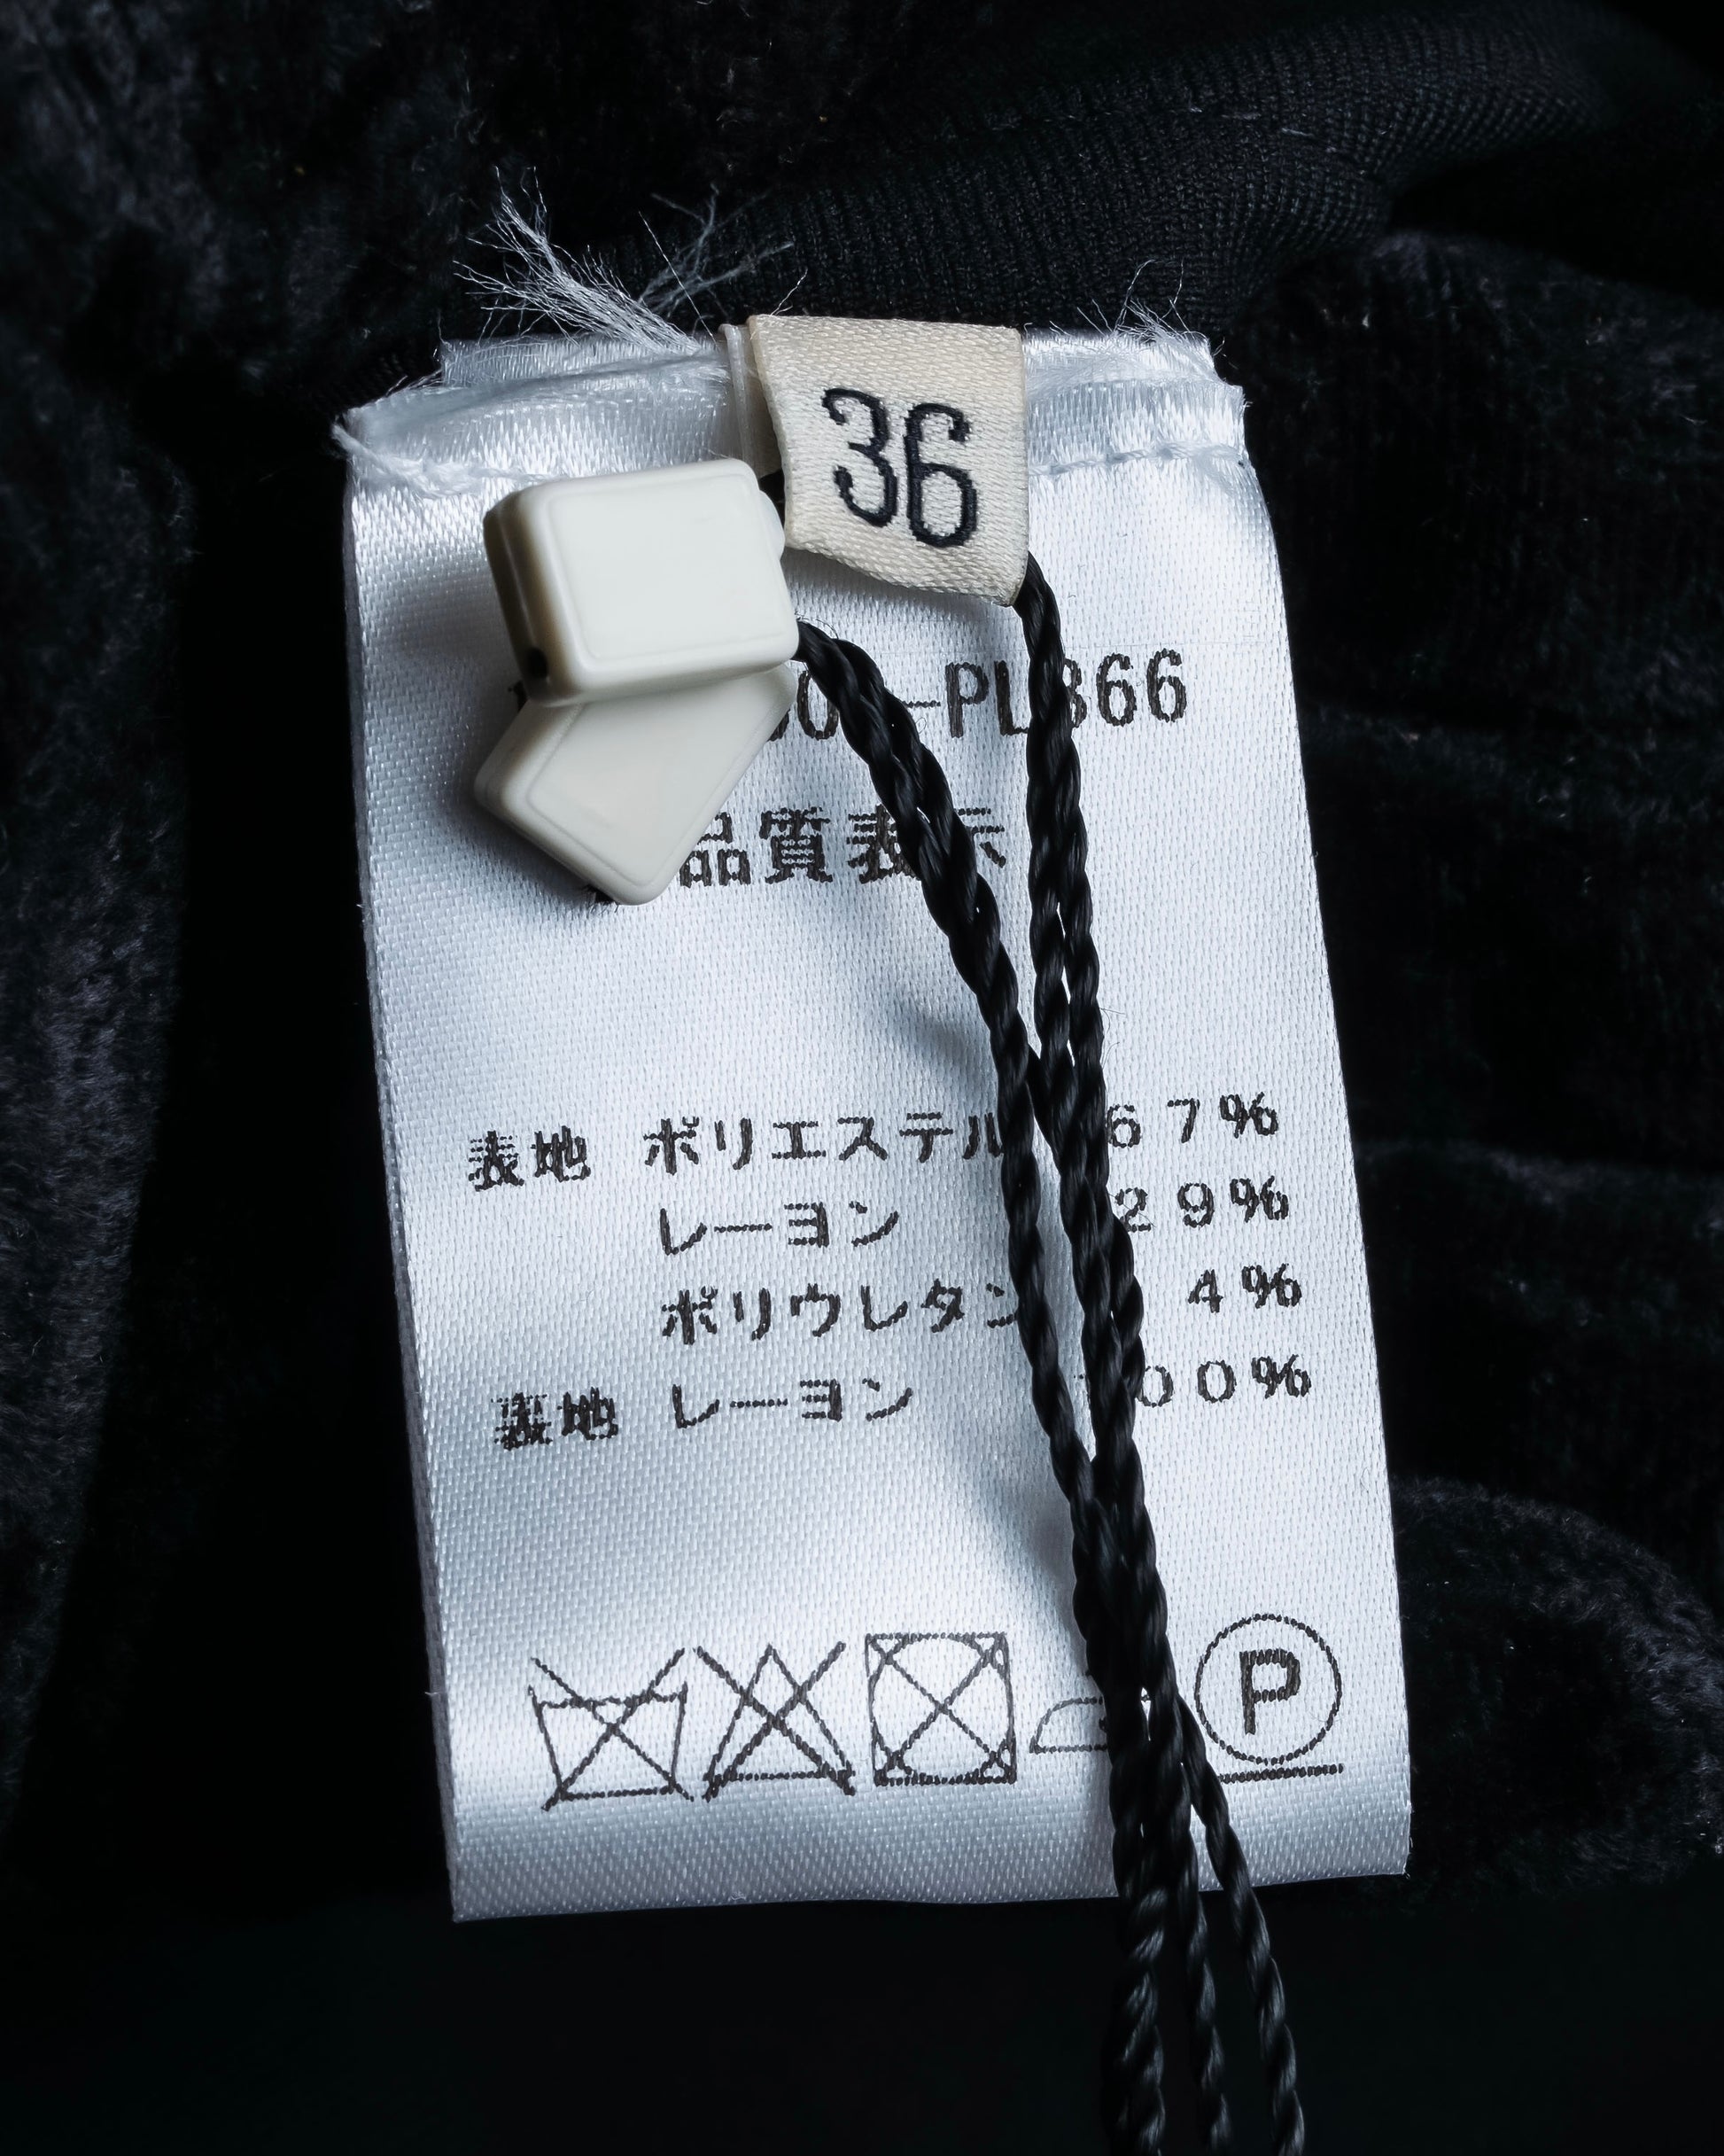 36
-PL366
品質表示
表地 ポリエステル 67%
レーヨン 29%
ポリウレタン 4%
裏地 レーヨン 100%
P